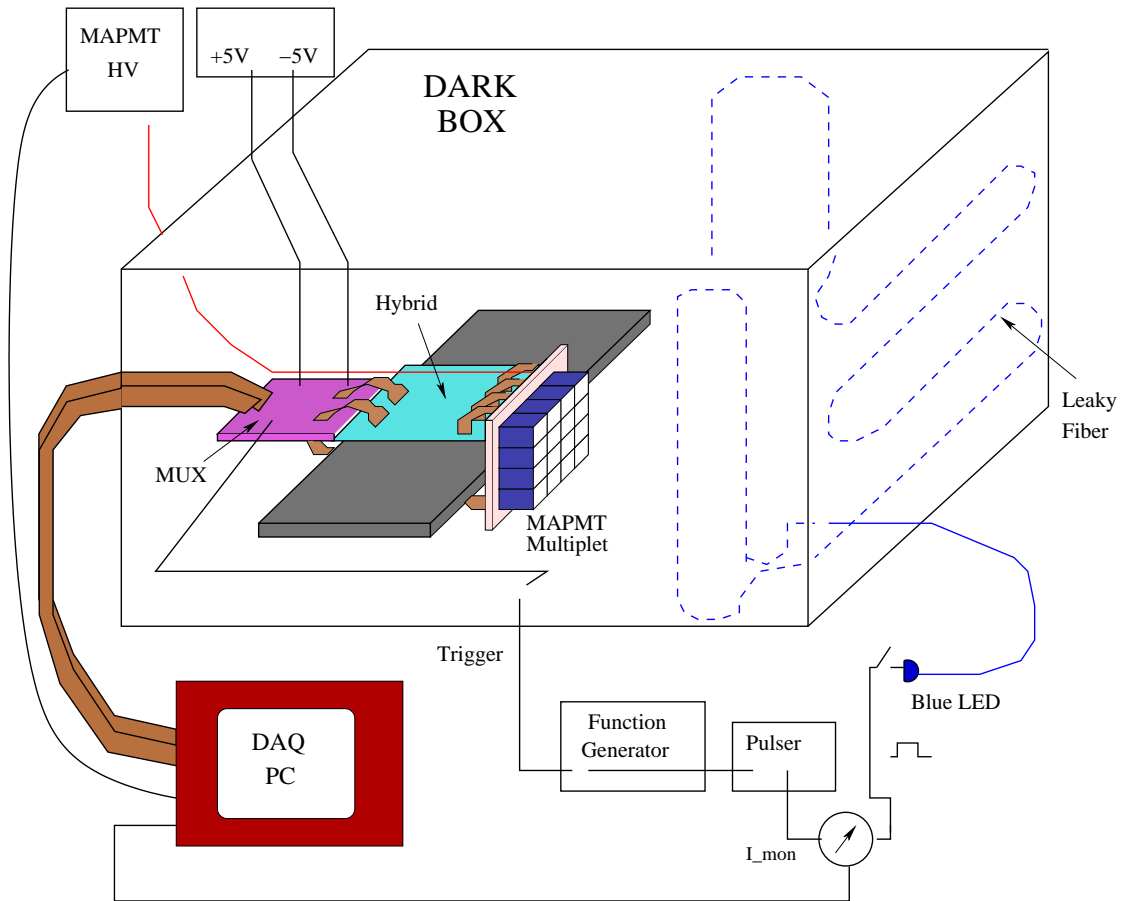 MAPMT
HV
+5V −5V
DARK
BOX
Hybrid
Leaky
Fiber
MUX
MAPMT
Multiplet
Trigger
Blue LED
Function
Generator
Pulser
DAQ
PC
I_mon